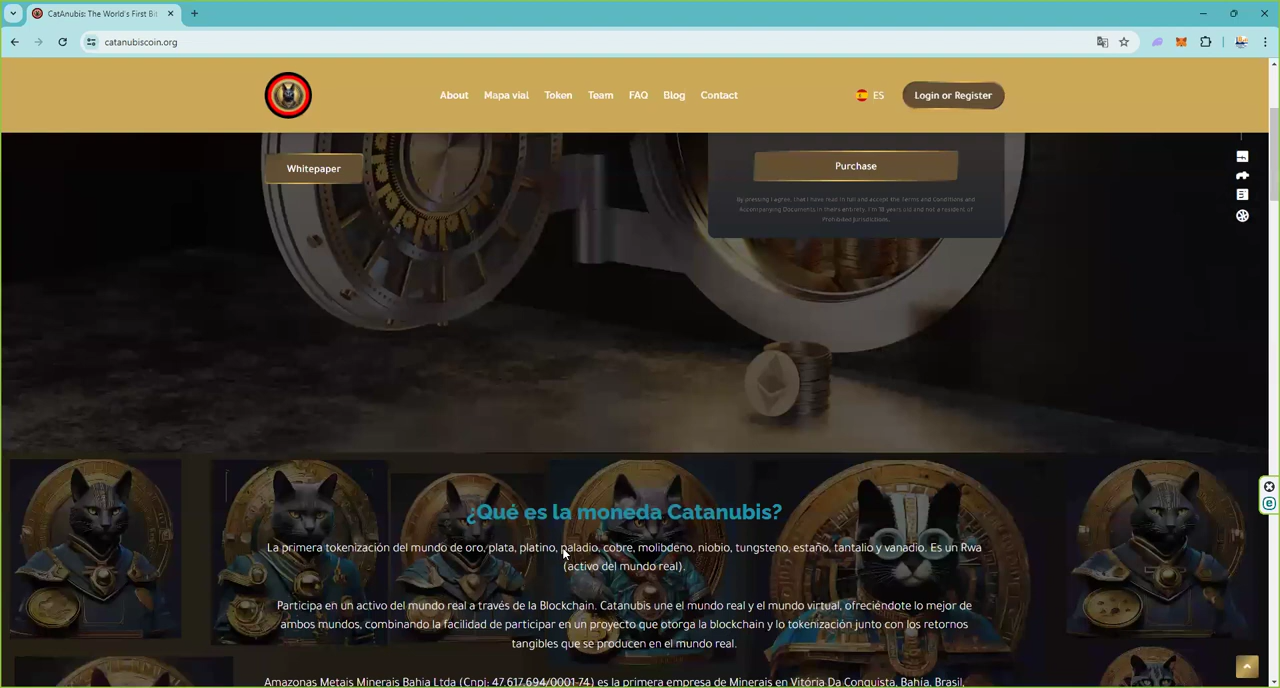 CatAnubis: The World's First Bit
catanubiscoin.org
About Mapa vial Token Team FAQ Blog Contact
ES
Login or Register
Whitepaper
Purchase
By pressing I agree, that I have read in full and accept the Terms and Conditions and
Accompanying Documents in theirs entirety. I'm 18 years old and not a resident of
Prohibited Jurisdictions.
¿Qué es la moneda Catanubis?
La primera tokenización del mundo de oro, plata, platino, paladio, cobre, molibdeno, niobio, tungsteno, estaño, tantalio y vanadio. Es un Rwa
(activo del mundo real).
Participa en un activo del mundo real a través de la Blockchain. Catanubis une el mundo real y el mundo virtual, ofreciéndote lo mejor de
ambos mundos, combinando la facilidad de participar en un proyecto que otorga la blockchain y lo tokenización junto con los retornos
tangibles que se producen en el mundo real.
Amazonas Metais Minerais Bahia Ltda (Cnpj: 47.617.694/0001-74) es la primera empresa de Minerais en Vitória Da Conquista, Bahia, Brasil,